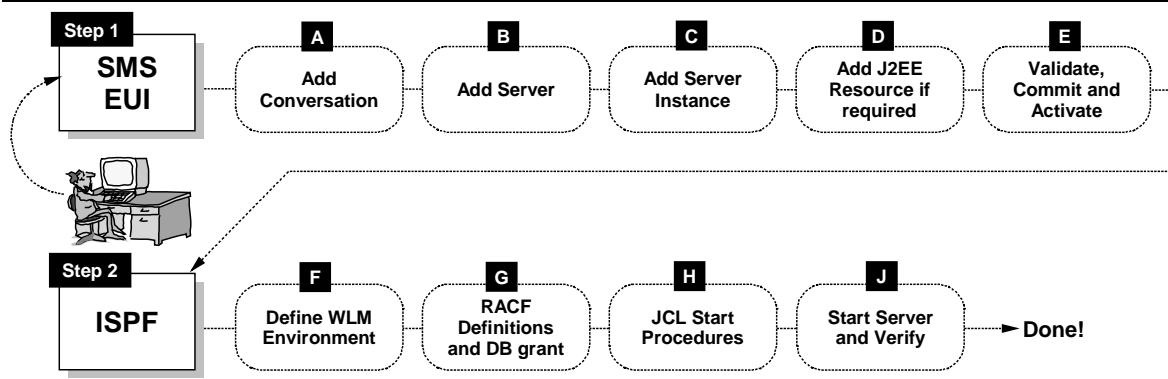 Step 1
SMS
EUI
A
Add
Conversation
B
Add Server
C
Add Server
Instance
D
Add J2EE
Resource if
required
E
Validate,
Commit and
Activate
Step 2
ISPF
F
Define WLM
Environment
G
RACF
Definitions
and DB grant
H
JCL Start
Procedures
J
Start Server
and Verify
Done!